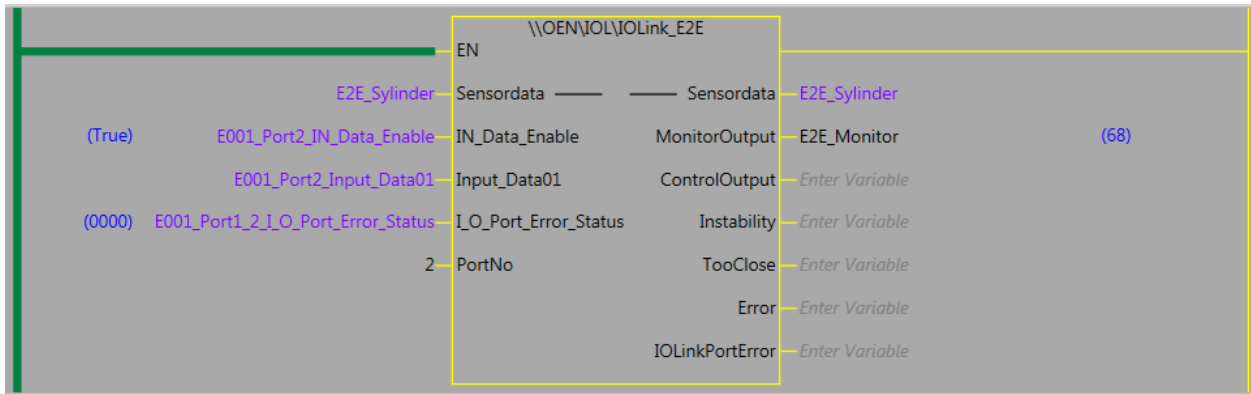 \\OEN\IOL\IOLink_E2E
EN
E2E_Sylinder Sensordata Sensordata E2E_Sylinder
(True) E001_Port2_IN_Data_Enable IN_Data_Enable MonitorOutput E2E_Monitor (68)
E001_Port2_Input_Data01 Input_Data01 ControlOutput Enter Variable
(0000) E001_Port1_2_I_O_Port_Error_Status I_O_Port_Error_Status Instability Enter Variable
2 PortNo TooClose Enter Variable
Error Enter Variable
IOLinkPortError Enter Variable